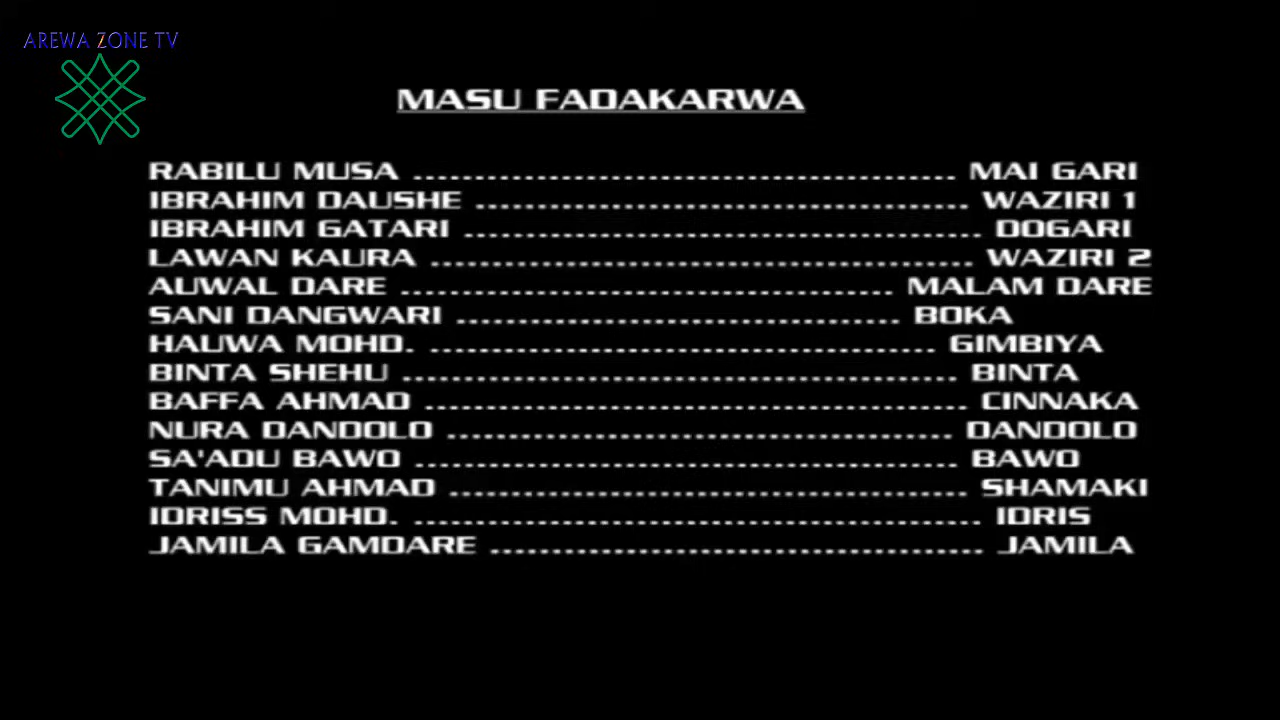 AREWA ZONE TV
MASU FADAKARWA
RABILU MUSA ............................................ MAI GARI
IBRAHIM DAUSHE ........................................ WAZIRI 1
IBRAHIM GATARI .......................................... DOGARI
LAWAN KAURA ............................................ WAZIRI 2
AUWAL DARE ........................................ MALAM DARE
SANI DANGWARI .................................... BOKA
HAUWA MOHD. ......................................... GIMBIYA
BINTA SHEHU ............................................. BINTA
BAFFA AHMAD ............................................ CINNAKA
NURA DANDOLO ......................................... DANDOLO
SA'ADU BAWO ............................................ BAWO
TANIMU AHMAD .......................................... SHAMAKI
IDRISS MOHD. .............................................. IDRIS
JAMILA GAMDARE ........................................ JAMILA